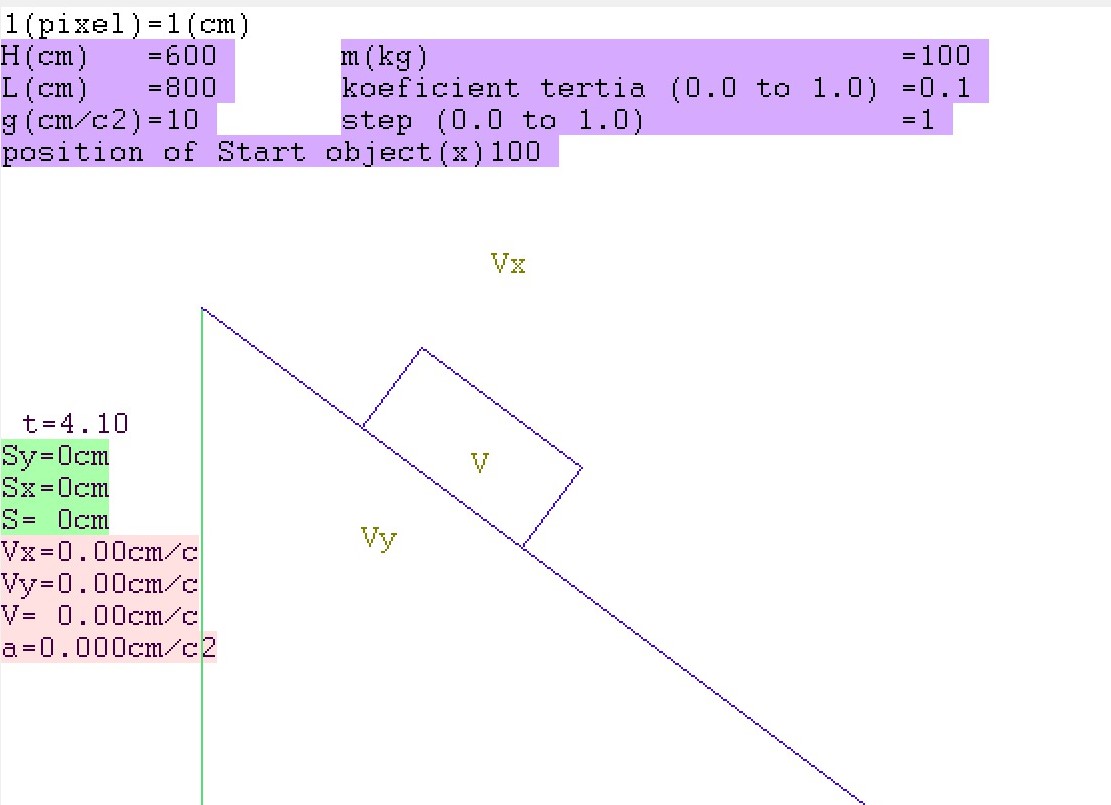 1(pixel)=1(cm)
H(cm)   =600      m(kg)                          =100
L(cm)   =800      koeficient tertia (0.0 to 1.0) =0.1
g(cm/c2)=10       step (0.0 to 1.0)              =1
position of Start object(x)100
Vx
t=4.10
Sy=0cm
Sx=0cm
V
S= 0cm
Vy
Vx=0.00cm/c
Vy=0.00cm/c
V= 0.00cm/c
a=0.000cm/c2